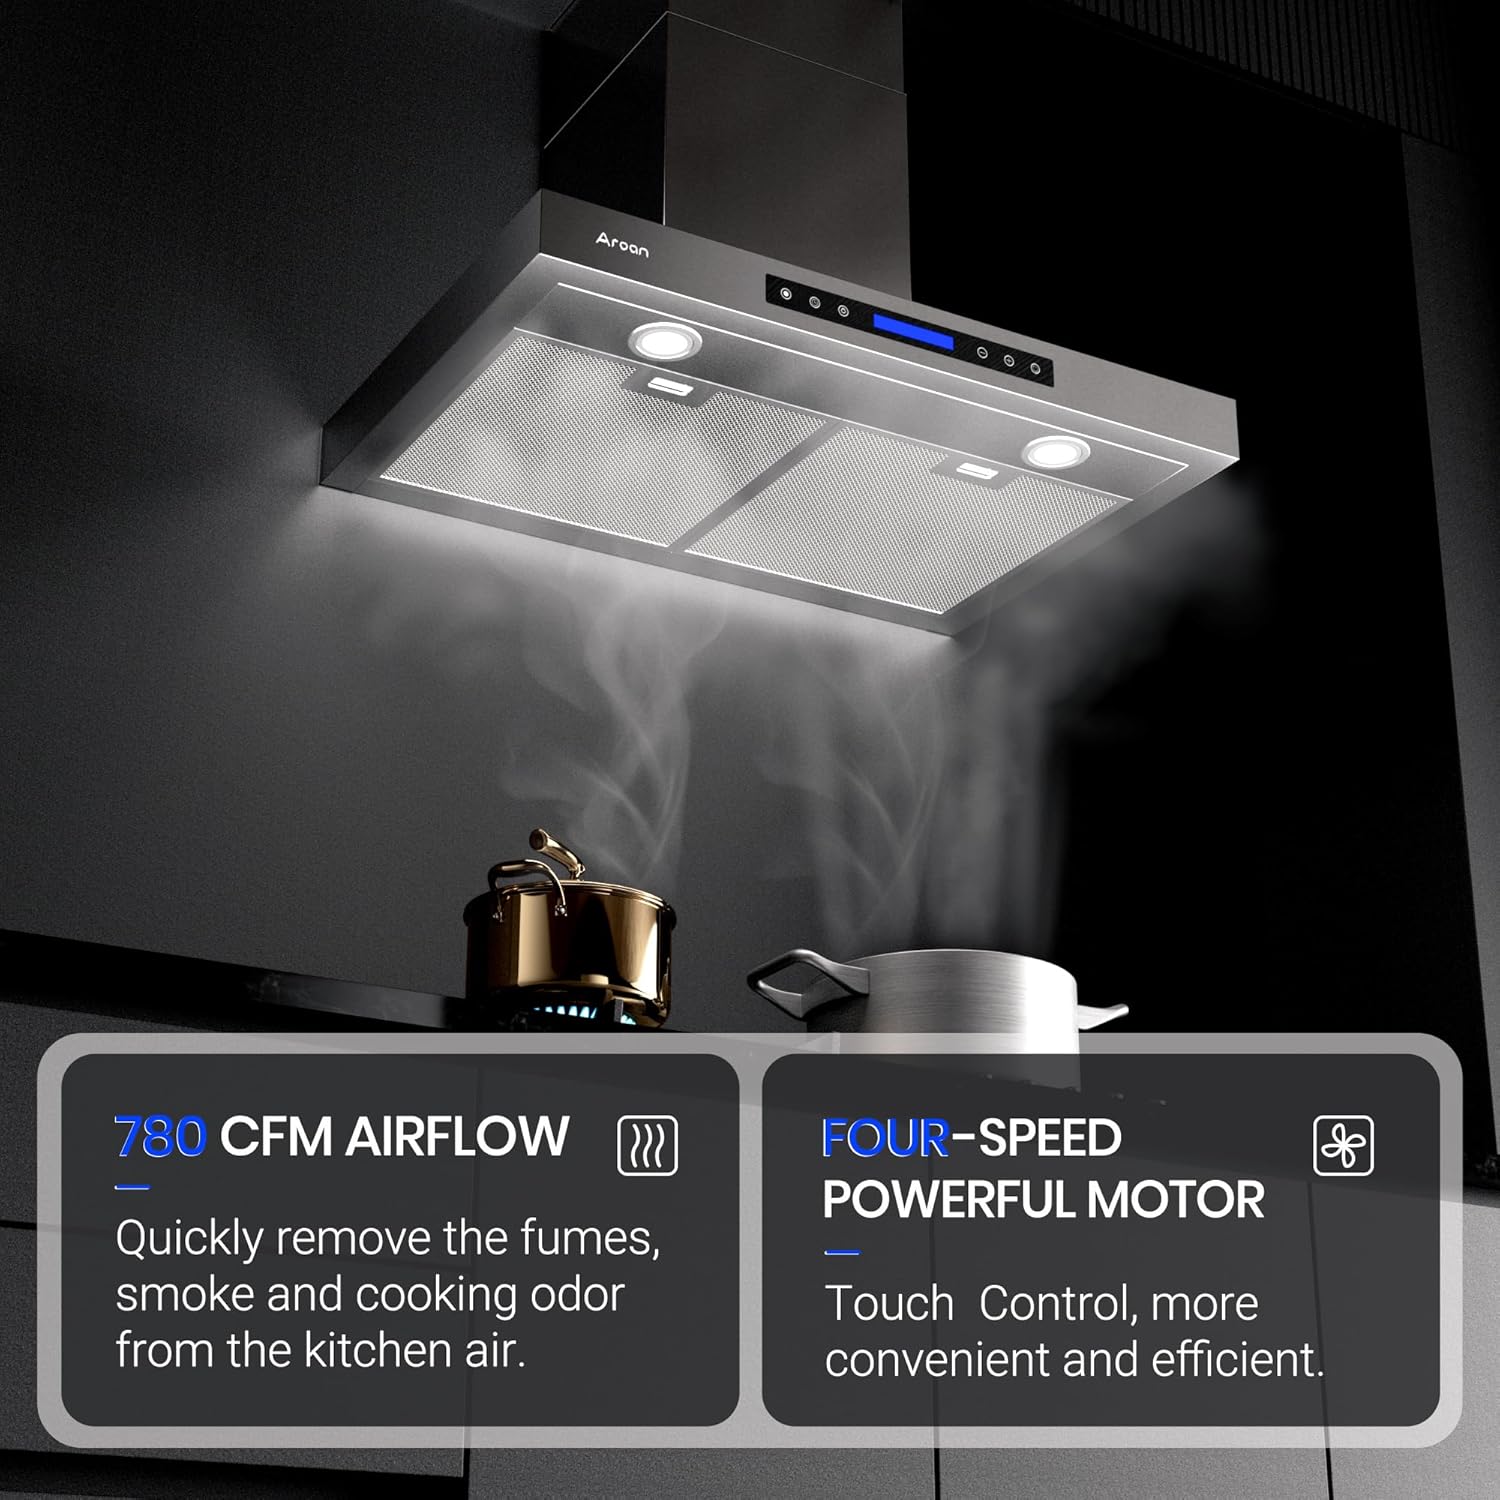 Aroan
780 CFM AIRFLOW
Quickly remove the fumes,
smoke and cooking odor
from the kitchen air.
FOUR-SPEED
POWERFUL MOTOR
Touch  Control, more
convenient and efficient.